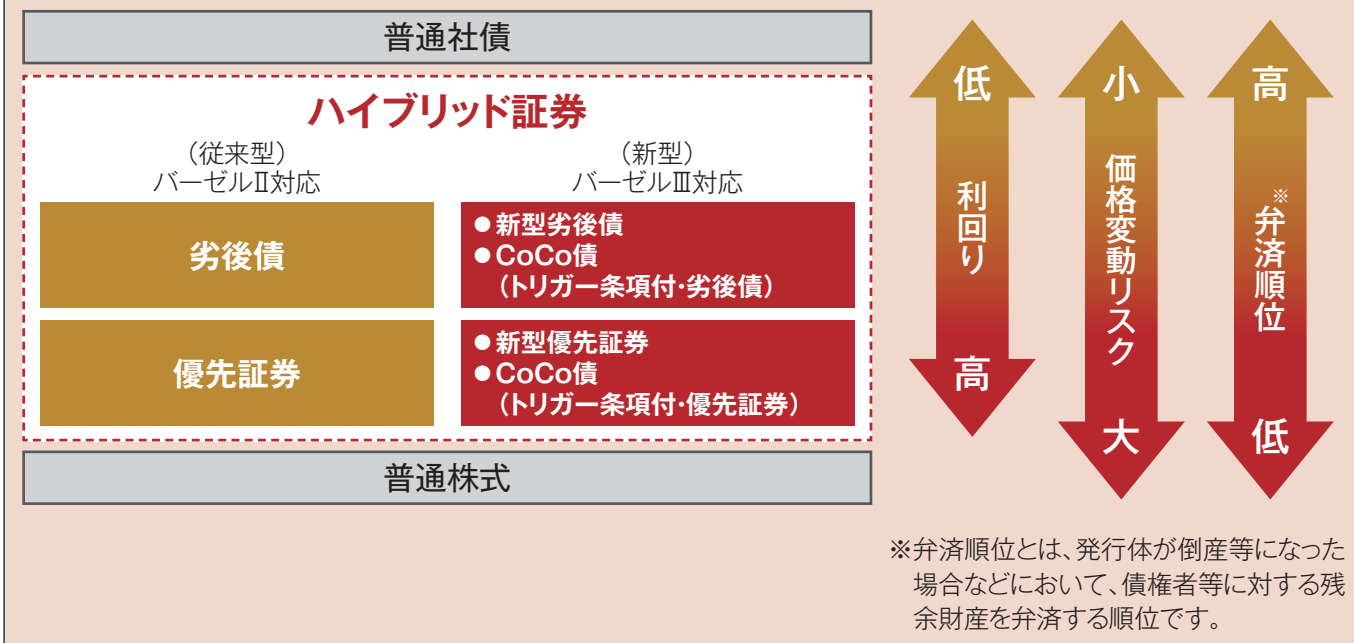 普通社債
ハイブリッド証券
（従来型）
バーゼルⅡ対応
（新型）
バーゼルⅢ対応
劣後債
●新型劣後債
●CoCo債
（トリガー条項付・劣後債）
優先証券
●新型優先証券
●CoCo債
（トリガー条項付・優先証券）
普通株式
低
利回り
高
小
価格変動リスク
大
高
※弁済順位
低
※弁済順位とは、発行体が倒産等になった
場合などにおいて、債権者等に対する残
余財産を弁済する順位です。